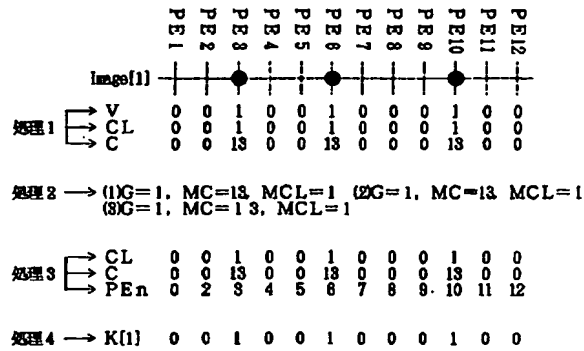 PE1 PE2 PE3 PE4 PE5 PE6 PE7 PE8 PE9 PE10 PE11 PE12
Image[1]
V 0 0 1 0 0 1 0 0 0 1 0 0
処理1 CL 0 0 1 0 0 1 0 0 0 1 0 0
C 0 0 13 0 0 13 0 0 0 13 0 0
処理2 (1)G=1, MC=13, MCL=1 (2)G=1, MC=13, MCL=1
(3)G=1, MC=13, MCL=1
CL 0 0 1 0 0 1 0 0 0 1 0 0
処理3 C 0 0 13 0 0 13 0 0 0 13 0 0
PEn 0 2 3 4 5 6 7 8 9. 10 11 12
処理4 K[1] 0 0 1 0 0 1 0 0 0 1 0 0